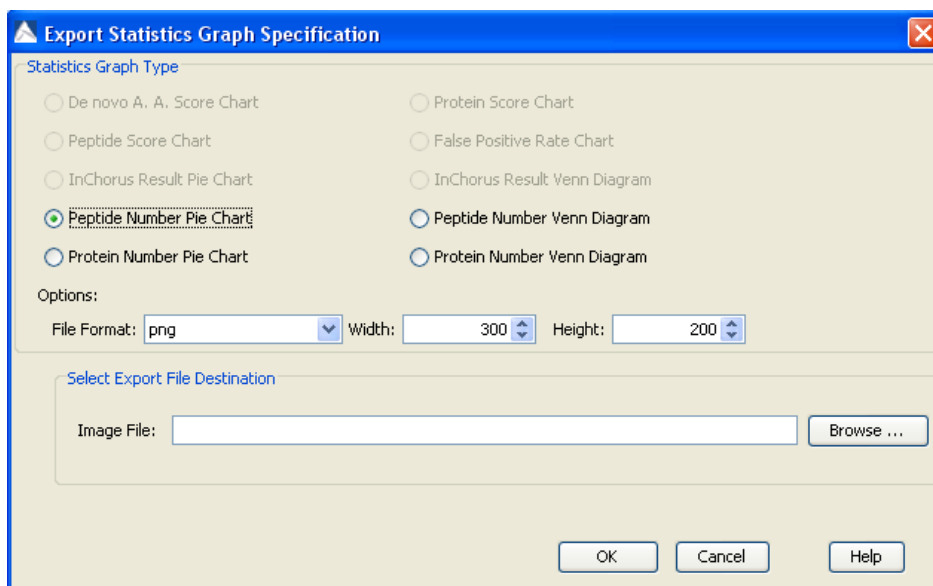 Export Statistics Graph Specification
Statistics Graph Type
De novo A. A. Score Chart
Protein Score Chart
Peptide Score Chart
False Positive Rate Chart
InChorus Result Pie Chart
InChorus Result Venn Diagram
Peptide Number Pie Chart
Peptide Number Venn Diagram
Protein Number Pie Chart
Protein Number Venn Diagram
Options:
File Format: png Width: 300 Height: 200
Select Export File Destination
Image File: Browse ...
OK Cancel Help